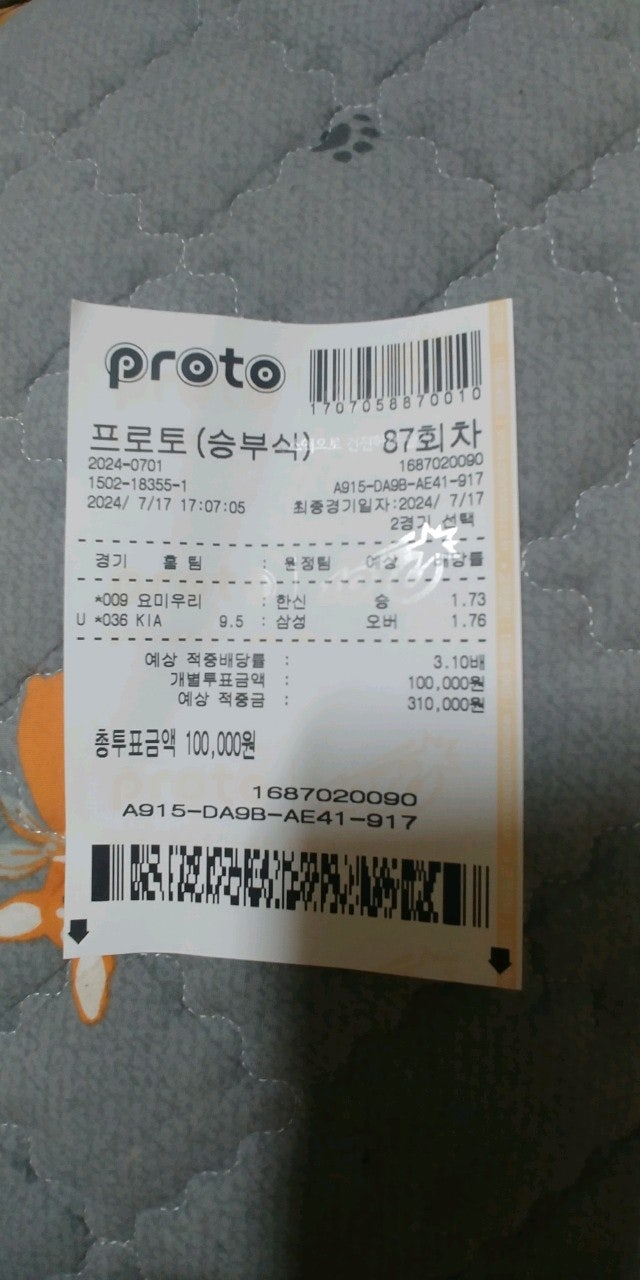 proto
1707058870010
프로토 (승부식) 87회차
2024-0701 1687020090
1502-18355-1 A915-DA9B-AE41-917
2024/ 7/17 17:07:05 최종경기일자:2024/ 7/17
2경기 선택
경기 홈 팀 : 원정팀 예상 배당률
*009 요미우리 : 한신 승 1.73
U *036 KIA 9.5 : 삼성 오버 1.76
예상 적중배당률 : 3.10배
개별투표금액 : 100,000원
예상 적중금 : 310,000원
총투표금액 100,000원
1687020090
A915-DA9B-AE41-917